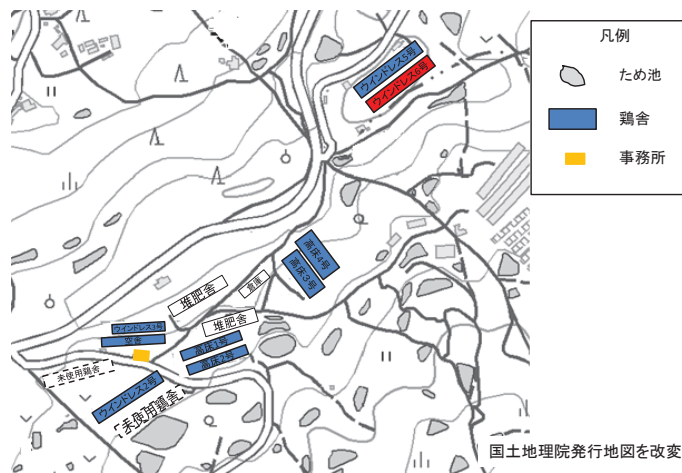 凡例
ため池
鶏舎
事務所
ウインドレス5号
ウインドレス6号
高床4号
高床3号
倉庫
堆肥舎
堆肥舎
ウインドレス1号
高床1号
高床2号
未使用鶏舎
ウインドレス2号
未使用鶏舎
国土地理院発行地図を改変